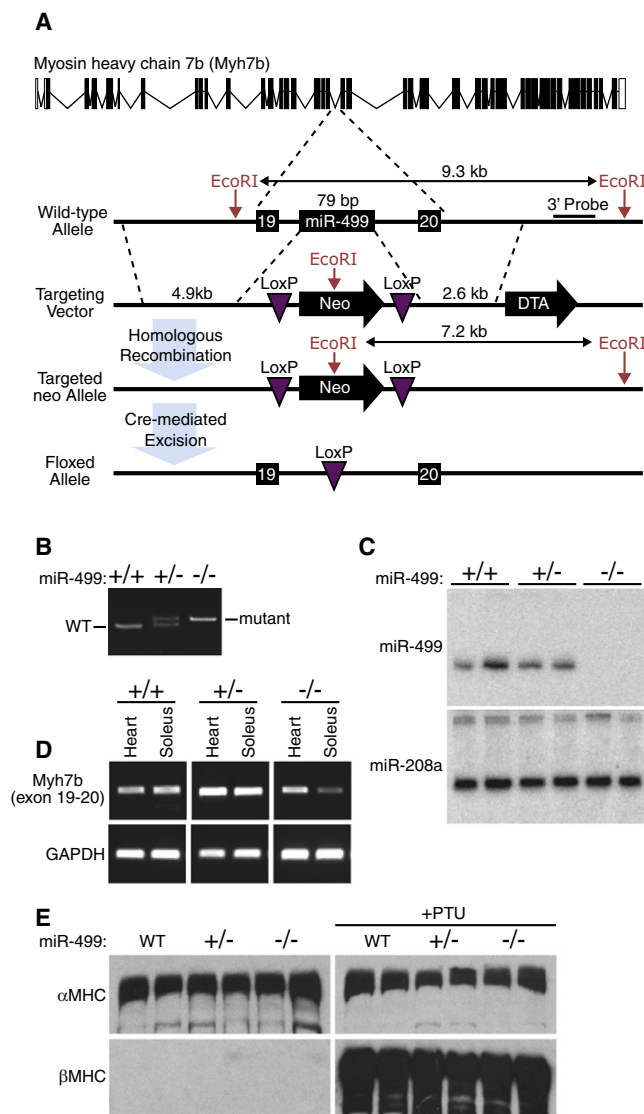 A
Myosin heavy chain 7b (Myh7b)
EcoRI
9.3 kb
EcoRI
79 bp
Wild-type
Allele
19
miR-499
20
3' Probe
EcoRI
4.9kb
LoxP
LoxP
2.6 kb
Targeting
Vector
Neo
DTA
Homologous
Recombination
7.2 kb
LoxP
EcoRI
LoxP
EcoRI
Targeted
neo Allele
Neo
Cre-mediated
Excision
LoxP
Floxed
Allele
19
20
B
miR-499: +/+ +/- -/-
WT
mutant
C
miR-499: +/+ +/- -/-
miR-499
miR-208a
D
+/+ +/- -/-
Heart Soleus Heart Soleus Heart Soleus
Myh7b
(exon 19-20)
GAPDH
E
+PTU
miR-499: WT +/- -/- WT +/- -/-
αMHC
βMHC